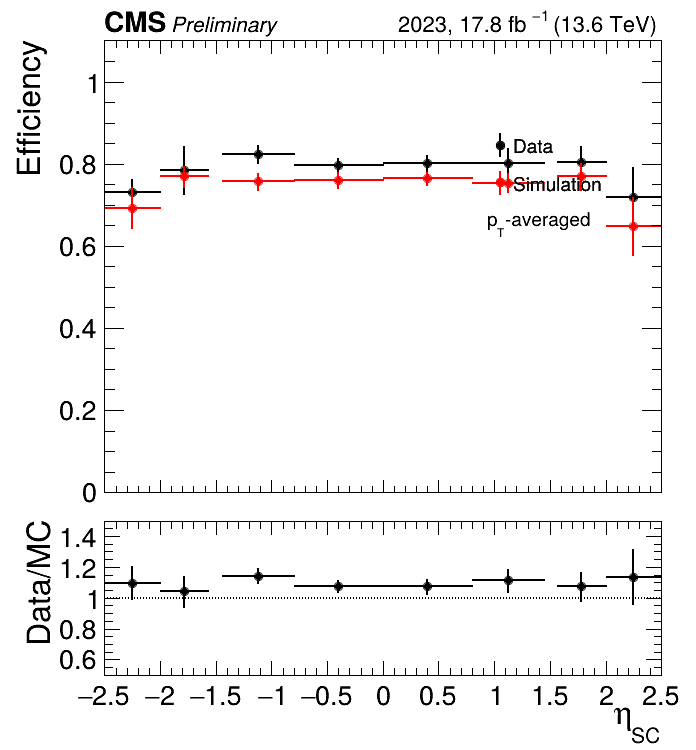 CMS Preliminary 2023, 17.8 fb⁻¹ (13.6 TeV)
Efficiency
1
0.8
0.6
0.4
0.2
0
Data
Simulation
p_T-averaged
Data/MC
1.4
1.2
1
0.8
0.6
−2.5 −2 −1.5 −1 −0.5 0 0.5 1 1.5 2 2.5
η_SC